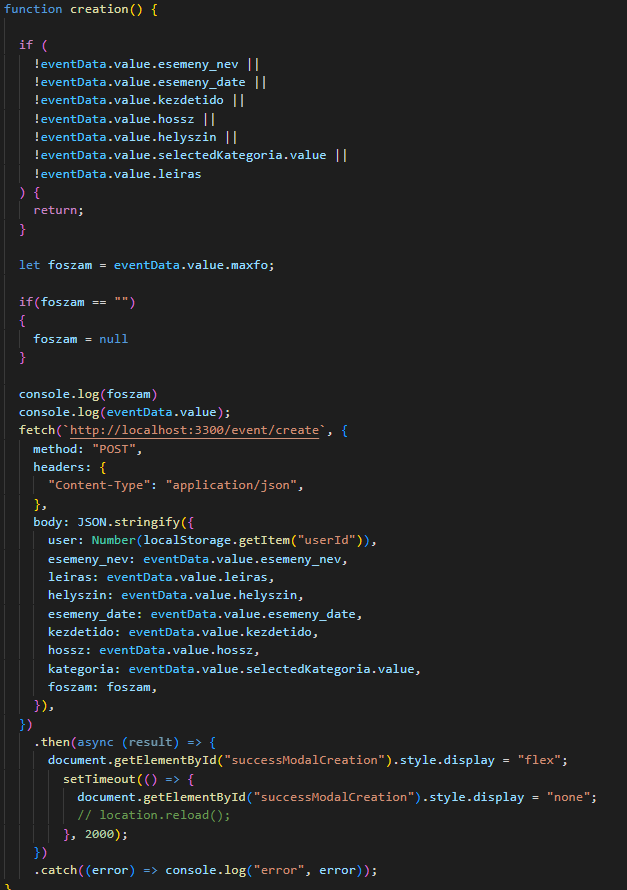 function creation() {
if (
!eventData.value.esemeny_nev ||
!eventData.value.esemeny_date ||
!eventData.value.kezdetido ||
!eventData.value.hossz ||
!eventData.value.helyszin ||
!eventData.value.selectedKategoria.value ||
!eventData.value.leiras
) {
return;
}
let foszam = eventData.value.maxfo;
if(foszam == "")
{
foszam = null
}
console.log(foszam)
console.log(eventData.value);
fetch(`http://localhost:3300/event/create`, {
method: "POST",
headers: {
"Content-Type": "application/json",
},
body: JSON.stringify({
user: Number(localStorage.getItem("userId")),
esemeny_nev: eventData.value.esemeny_nev,
leiras: eventData.value.leiras,
helyszin: eventData.value.helyszin,
esemeny_date: eventData.value.esemeny_date,
kezdetido: eventData.value.kezdetido,
hossz: eventData.value.hossz,
kategoria: eventData.value.selectedKategoria.value,
foszam: foszam,
}),
})
.then(async (result) => {
document.getElementById("successModalCreation").style.display = "flex";
setTimeout(() => {
document.getElementById("successModalCreation").style.display = "none";
// location.reload();
}, 2000);
})
.catch((error) => console.log("error", error));
}